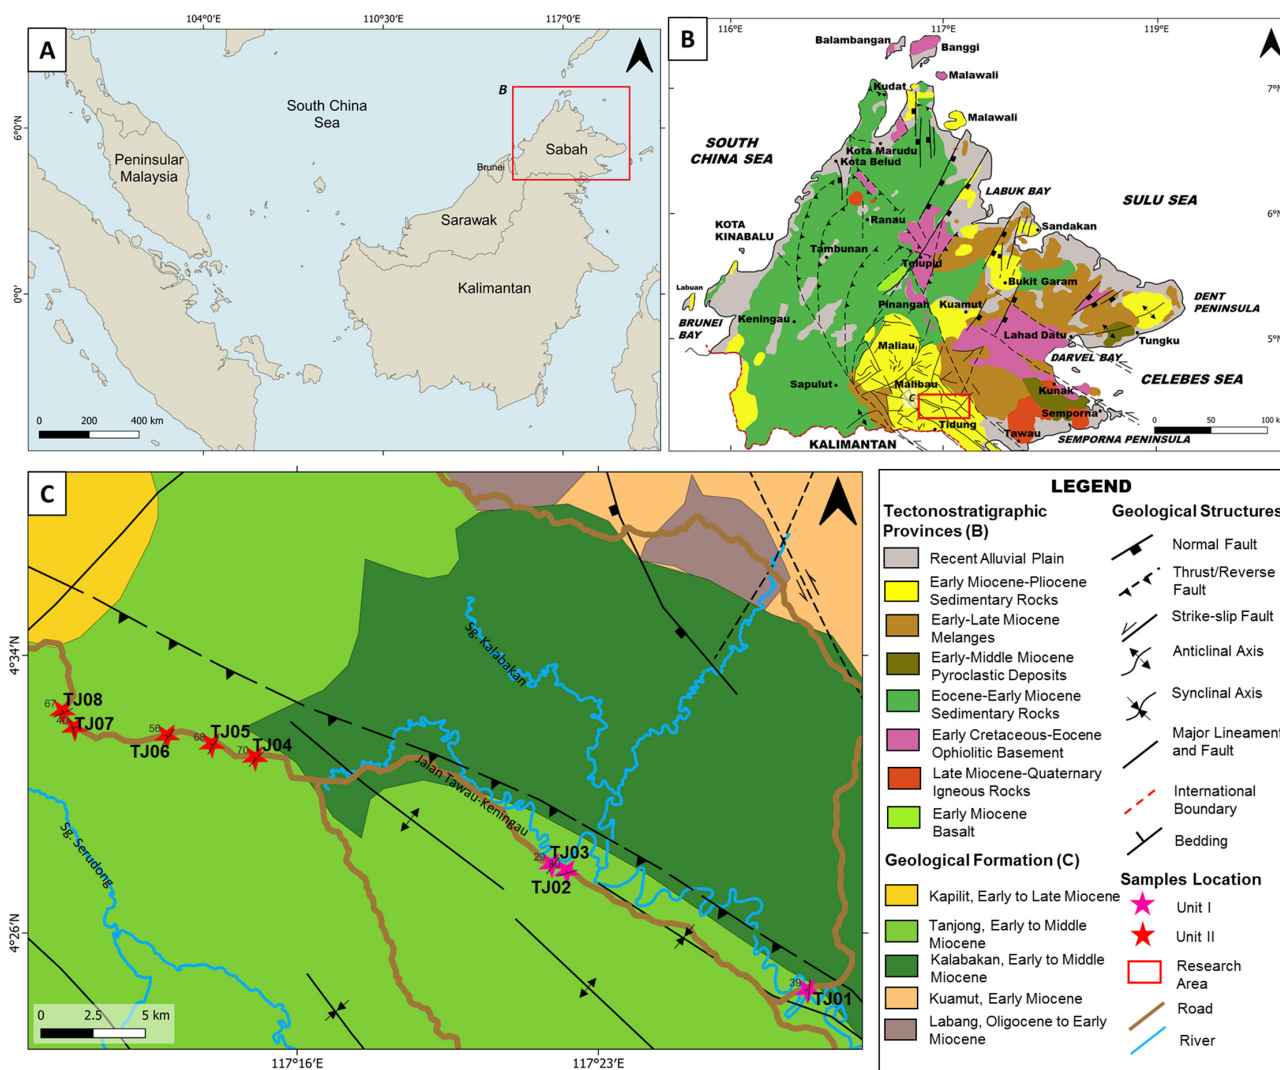 104°0'E
110°30'E
117°0'E
A
B
South China
Sea
6°0'N
0°0'
Peninsular
Malaysia
Brunei
Sabah
Sarawak
Kalimantan
0 200 400 km
116°E
117°E
119°E
B
7°N
6°N
5°N
Balambangan
Banggi
Malawali
Kudat
Malawali
SOUTH
CHINA SEA
Kota Marudu
Kota Belud
LABUK BAY
SULU SEA
Ranau
KOTA
KINABALU
Sandakan
Tambunan
Telupid
Labuan
Bukit Garam
DENT
PENINSULA
Pinangah
Kuamut
BRUNEI
BAY
Keningau
Lahad Datu
Tungku
Maliau
DARVEL BAY
CELEBES SEA
Sapulut
Malibau
Kunak
C
Semporna
Tidung
Tawau
KALIMANTAN
SEMPORNA PENINSULA
0 50 100 k
C
4°34'N
4°26'N
117°16'E
117°23'E
Sg. Kalabakan
67
TJ08
40
TJ07
56
TJ06
68
TJ05
70
TJ04
Jalan Tawau-Keningau
Sg. Serudong
29
TJ03
TJ02
39
TJ01
0 2.5 5 km
LEGEND
Tectonostratigraphic
Provinces (B)
Recent Alluvial Plain
Early Miocene-Pliocene
Sedimentary Rocks
Early-Late Miocene
Melanges
Early-Middle Miocene
Pyroclastic Deposits
Eocene-Early Miocene
Sedimentary Rocks
Early Cretaceous-Eocene
Ophiolitic Basement
Late Miocene-Quaternary
Igneous Rocks
Early Miocene
Basalt
Geological Formation (C)
Kapilit, Early to Late Miocene
Tanjong, Early to Middle
Miocene
Kalabakan, Early to Middle
Miocene
Kuamut, Early Miocene
Labang, Oligocene to Early
Miocene
Geological Structures
Normal Fault
Thrust/Reverse
Fault
Strike-slip Fault
Anticlinal Axis
Synclinal Axis
Major Lineament
and Fault
International
Boundary
Bedding
Samples Location
Unit I
Unit II
Research
Area
Road
River